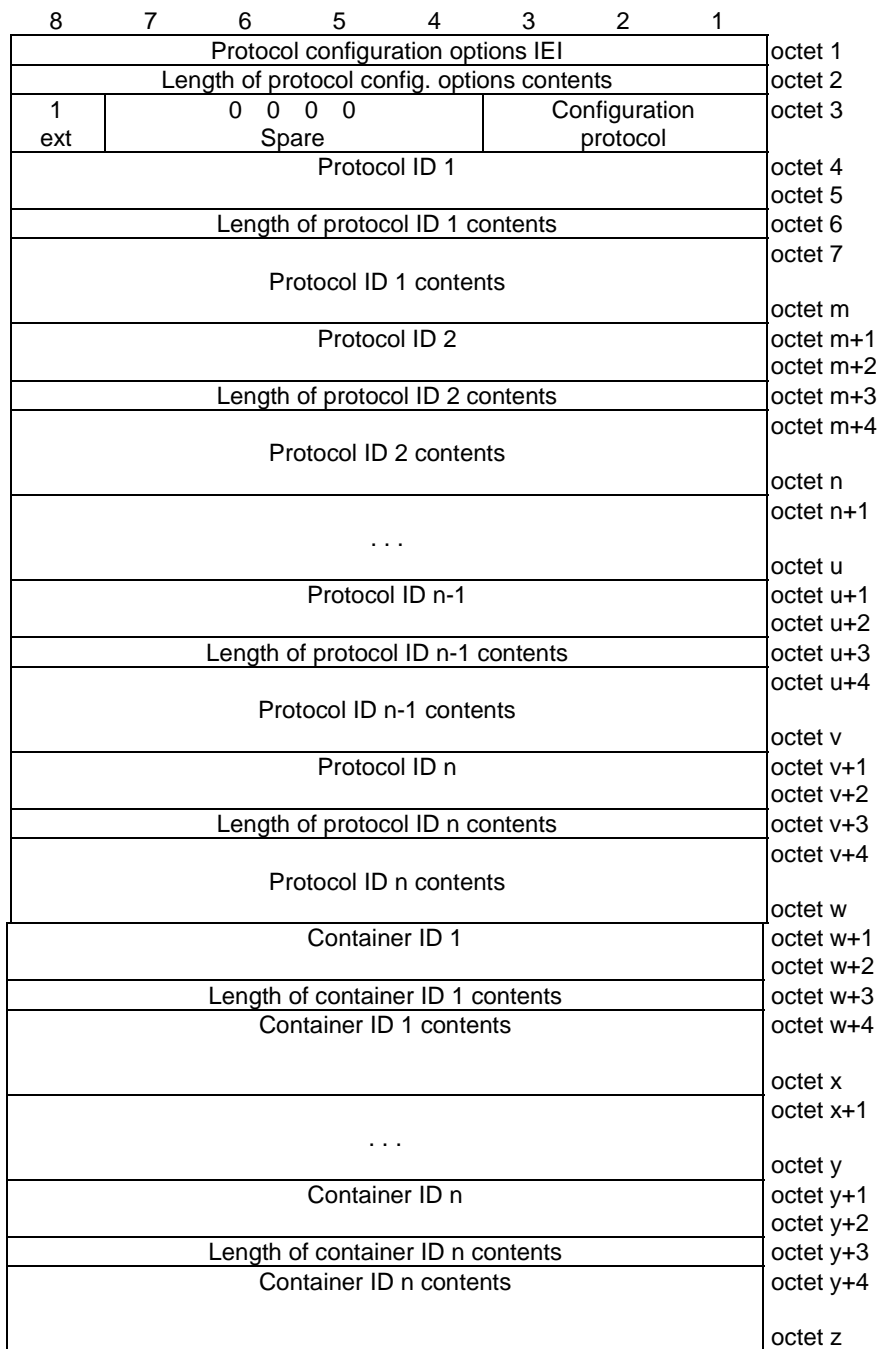 8 7 6 5 4 3 2 1
Protocol configuration options IEI octet 1
Length of protocol config. options contents octet 2
1 0 0 0 0 Configuration octet 3
ext Spare protocol
Protocol ID 1 octet 4
octet 5
Length of protocol ID 1 contents octet 6
octet 7
Protocol ID 1 contents
octet m
Protocol ID 2 octet m+1
octet m+2
Length of protocol ID 2 contents octet m+3
octet m+4
Protocol ID 2 contents
octet n
octet n+1
. . .
octet u
Protocol ID n-1 octet u+1
octet u+2
Length of protocol ID n-1 contents octet u+3
octet u+4
Protocol ID n-1 contents
octet v
Protocol ID n octet v+1
octet v+2
Length of protocol ID n contents octet v+3
octet v+4
Protocol ID n contents
octet w
Container ID 1 octet w+1
octet w+2
Length of container ID 1 contents octet w+3
Container ID 1 contents octet w+4
octet x
octet x+1
. . .
octet y
Container ID n octet y+1
octet y+2
Length of container ID n contents octet y+3
Container ID n contents octet y+4
octet z